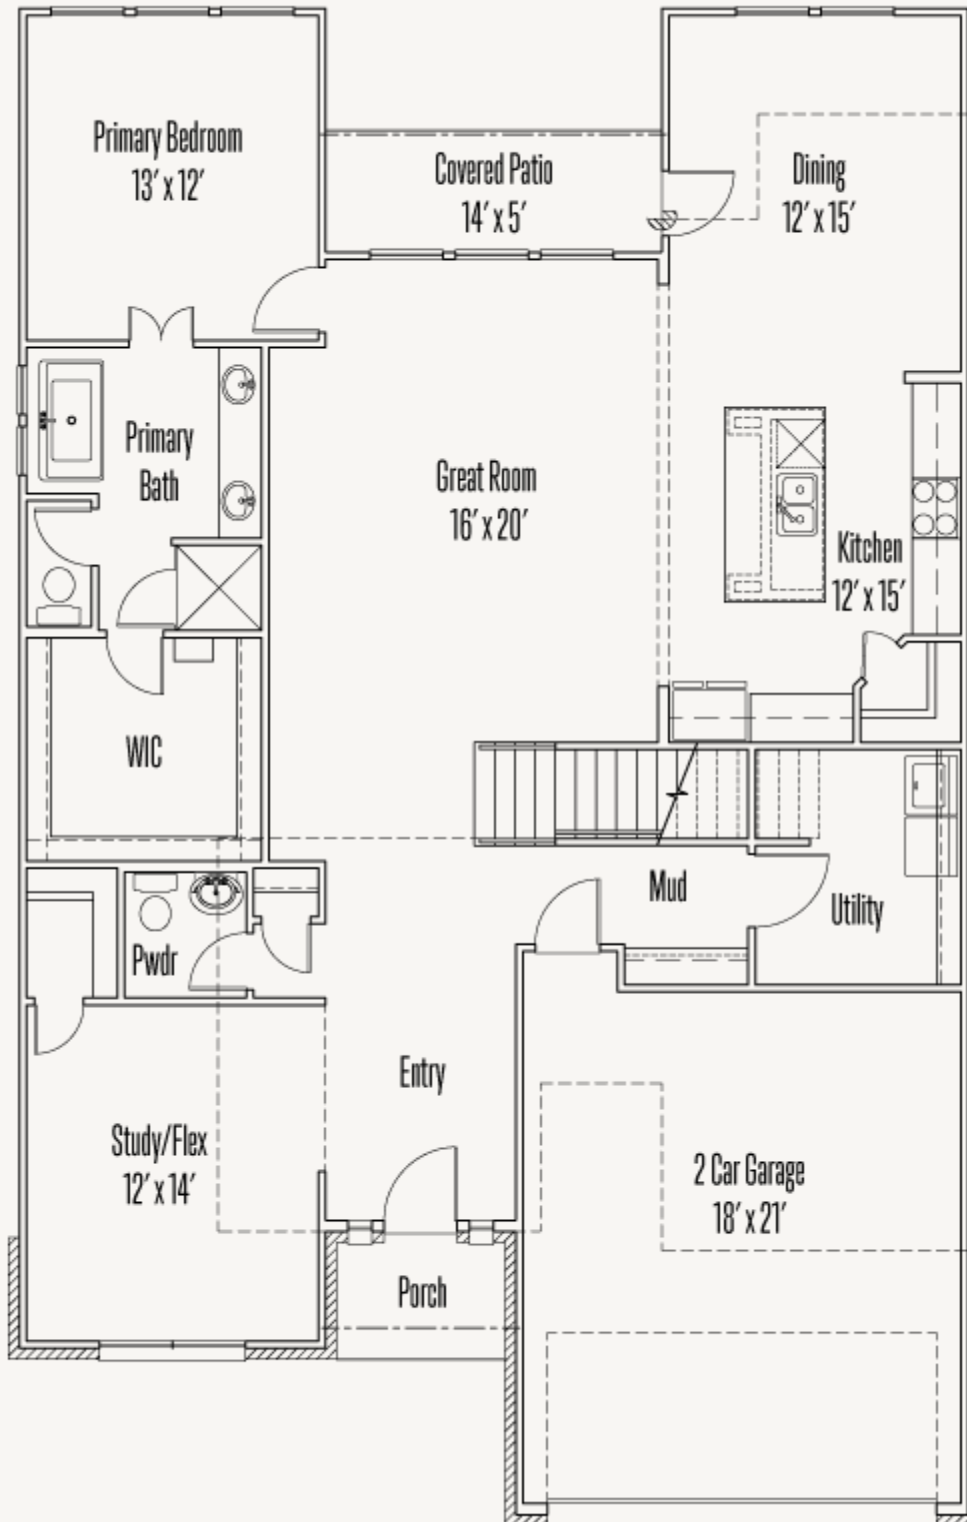 Primary Bedroom
13' x 12'
Covered Patio
14' x 5'
Dining
12' x 15'
Primary
Bath
Great Room
16' x 20'
Kitchen
12' x 15'
WIC
Mud
Utility
Pwdr
Entry
Study/Flex
12' x 14'
2 Car Garage
18' x 21'
Porch